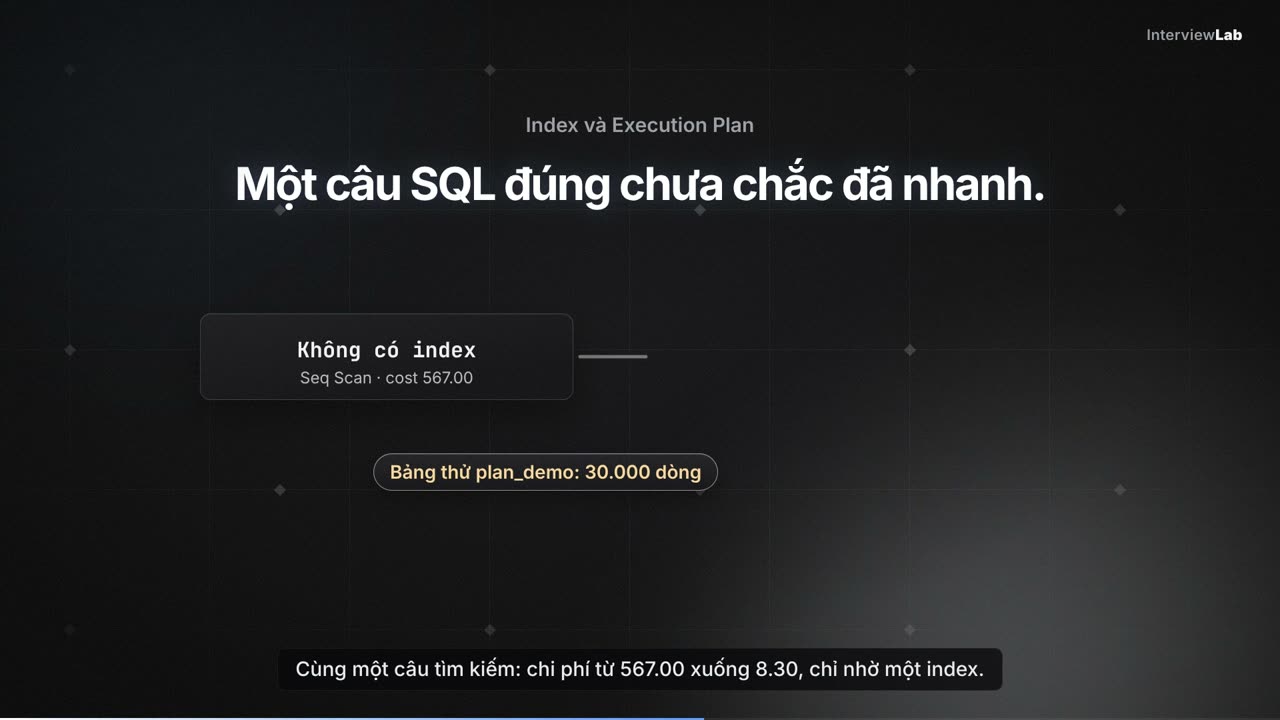 InterviewLab
Index và Execution Plan
Một câu SQL đúng chưa chắc đã nhanh.
Không có index
Seq Scan · cost 567.00
Bảng thử plan_demo: 30.000 dòng
Cùng một câu tìm kiếm: chi phí từ 567.00 xuống 8.30, chỉ nhờ một index.